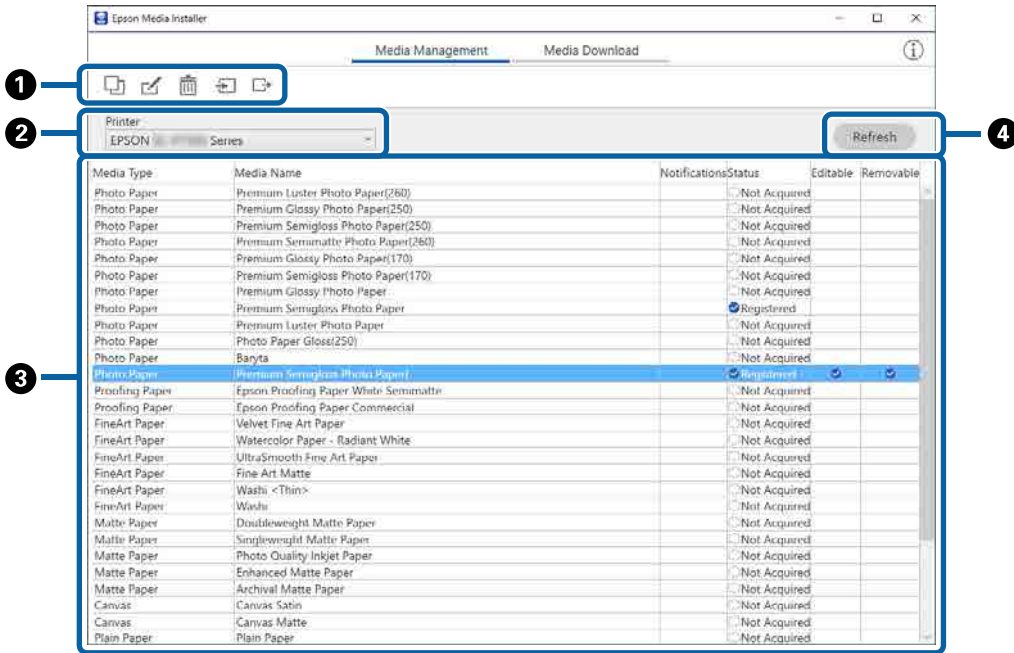 Epson Media Installer
Media Management Media Download
1
2
Printer
EPSON Series
Refresh
4
Media Type Media Name Notifications Status Editable Removable
Photo Paper Premium Luster Photo Paper(260) Not Acquired
Photo Paper Premium Glossy Photo Paper(250) Not Acquired
Photo Paper Premium Semigloss Photo Paper(250) Not Acquired
Photo Paper Premium Semimatte Photo Paper(260) Not Acquired
Photo Paper Premium Glossy Photo Paper(170) Not Acquired
Photo Paper Premium Semigloss Photo Paper(170) Not Acquired
Photo Paper Premium Glossy Photo Paper Not Acquired
Photo Paper Premium Semigloss Photo Paper Registered
Photo Paper Premium Luster Photo Paper Not Acquired
Photo Paper Photo Paper Gloss(250) Not Acquired
Photo Paper Baryta Not Acquired
3
Photo Paper Premium Semigloss Photo Paper1 Registered
Proofing Paper Epson Proofing Paper White Semimatte Not Acquired
Proofing Paper Epson Proofing Paper Commercial Not Acquired
FineArt Paper Velvet Fine Art Paper Not Acquired
FineArt Paper Watercolor Paper - Radiant White Not Acquired
FineArt Paper UltraSmooth Fine Art Paper Not Acquired
FineArt Paper Fine Art Matte Not Acquired
FineArt Paper Washi <Thin> Not Acquired
FineArt Paper Washi Not Acquired
Matte Paper Doubleweight Matte Paper Not Acquired
Matte Paper Singleweight Matte Paper Not Acquired
Matte Paper Photo Quality Inkjet Paper Not Acquired
Matte Paper Enhanced Matte Paper Not Acquired
Matte Paper Archival Matte Paper Not Acquired
Canvas Canvas Satin Not Acquired
Canvas Canvas Matte Not Acquired
Plain Paper Plain Paper Not Acquired